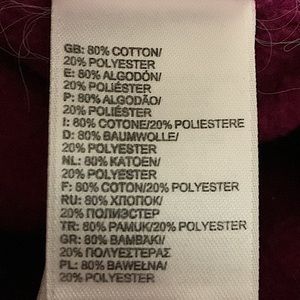 GB: 80% COTTON/
20% POLYESTER
E: 80% ALGODÓN/
20% POLIÉSTER
P: 80% ALGODÃO/
20% POLIÉSTER
I: 80% COTONE/20% POLIESTERE
D: 80% BAUMWOLLE/
20% POLYESTER
NL: 80% KATOEN/
20% POLYESTER
F: 80% COTON/20% POLYESTER
RU: 80% ХЛОПОК/
20% ПОЛИЭСТЕР
TR: 80% PAMUK/20% POLYESTER
GR: 80% BAMBAKI/
20% ΠΟΛΥΕΣΤΕΡΑΣ
PL: 80% BAWEŁNA/
20% POLYESTER